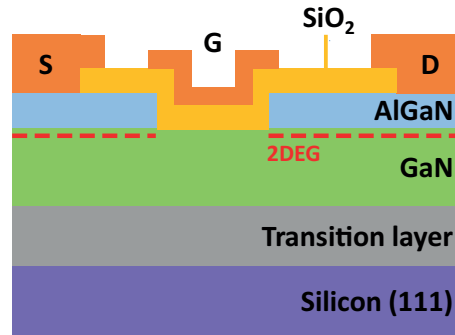 SiO₂
S
G
D
AlGaN
2DEG
GaN
Transition layer
Silicon (111)